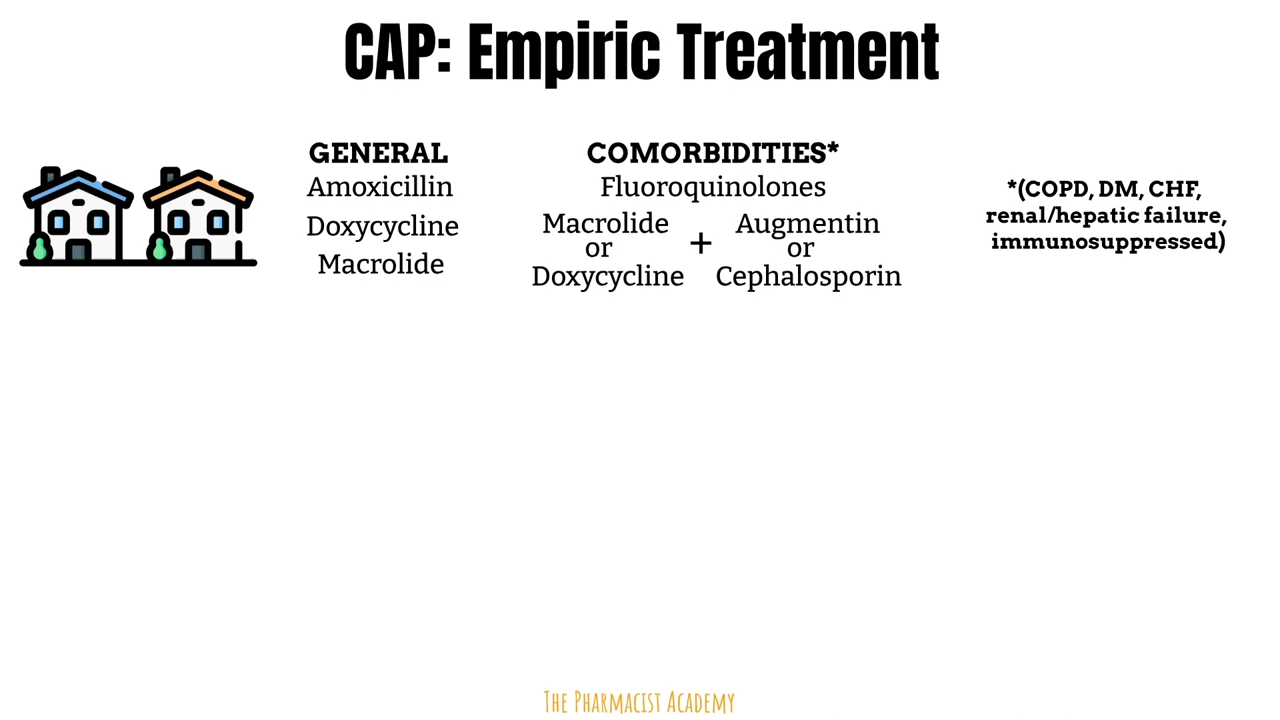 CAP: Empiric Treatment
GENERAL
Amoxicillin
Doxycycline
Macrolide
COMORBIDITIES*
Fluoroquinolones
Macrolide
or
Doxycycline
+
Augmentin
or
Cephalosporin
*(COPD, DM, CHF,
renal/hepatic failure,
immunosuppressed)
The Pharmacist Academy